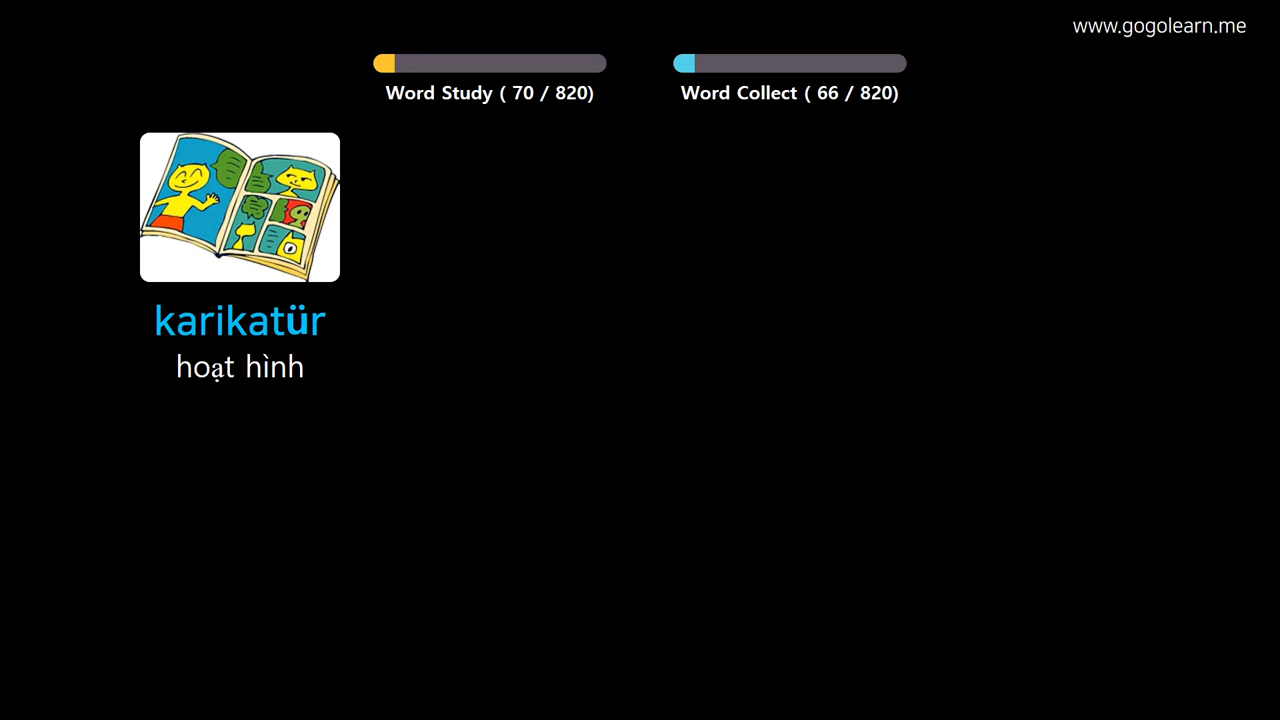 www.gogolearn.me
Word Study ( 70 / 820)
Word Collect ( 66 / 820)
karikatür
hoạt hình